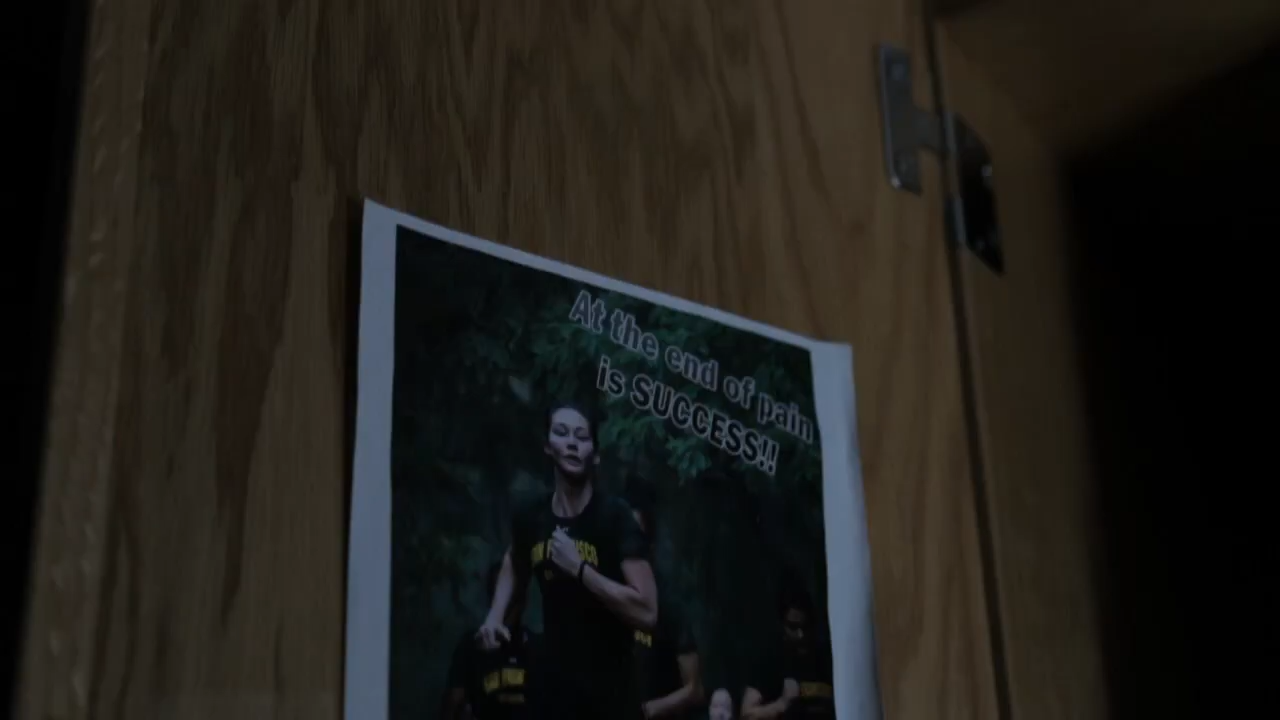 At the end of pain
is SUCCESS!!